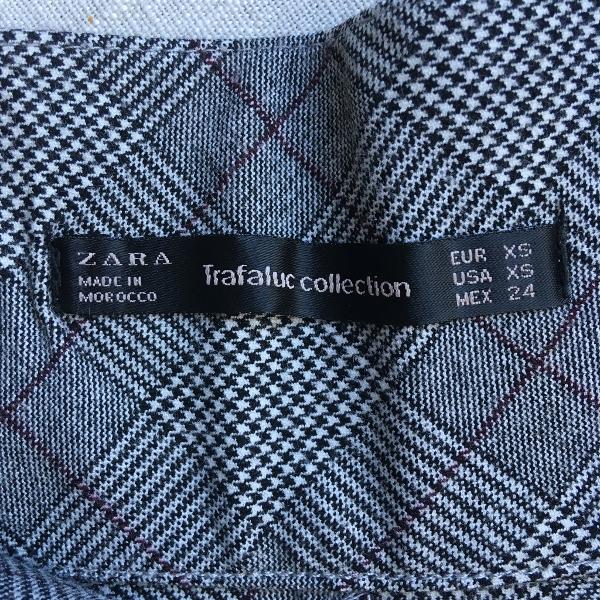 ZARA
MADE IN
MOROCCO
Trafaluc collection
EUR XS
USA XS
MEX 24